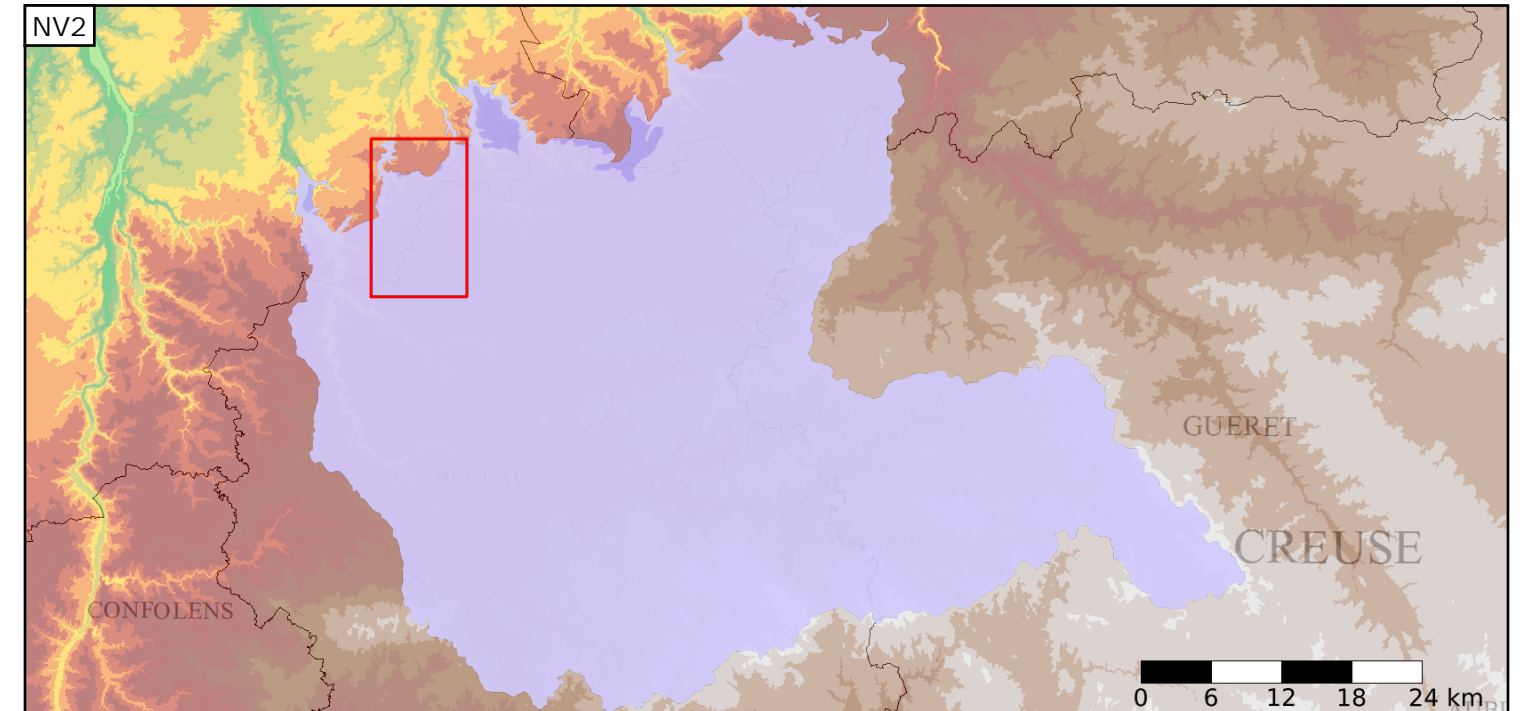 NV2
GUERET
BELLAC
CREUSE
CONFOLENS
0 6 12 18 24 km